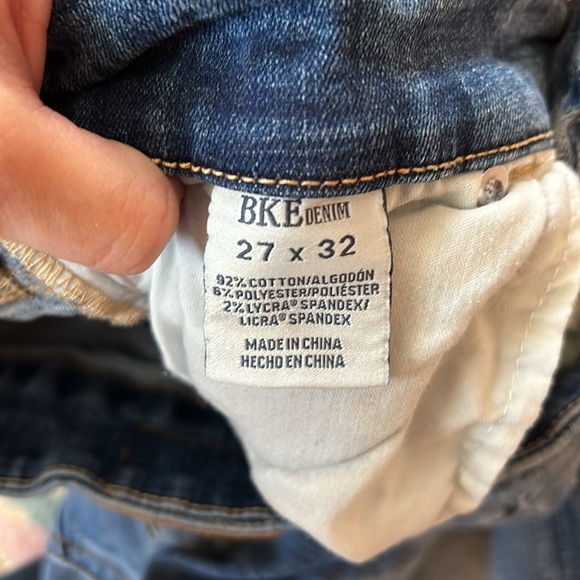 BKE DENIM
27 x 32
92% COTTON/ALGODÓN
6% POLYESTER/POLIÉSTER
2% LYCRA® SPANDEX/
LICRA® SPANDEX
MADE IN CHINA
HECHO EN CHINA